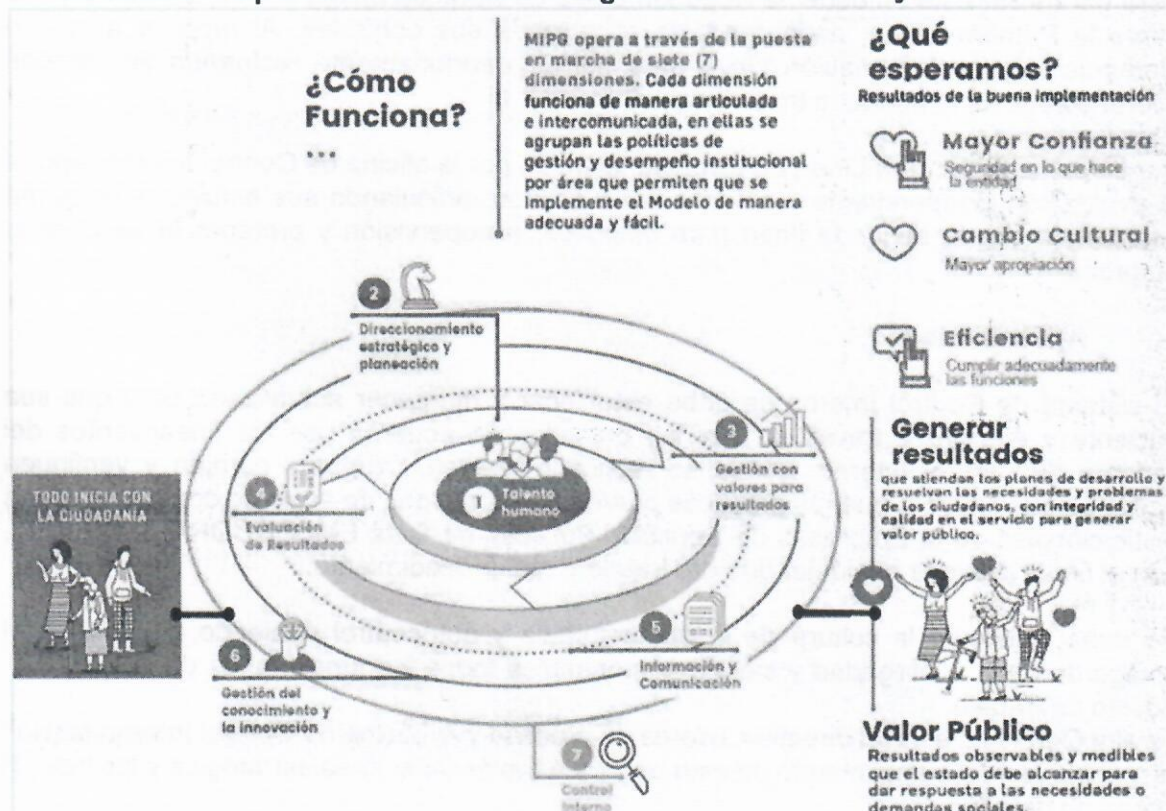 ¿Cómo
Funciona?
...
MIPG opera a través de la puesta
en marcha de siete (7)
dimensiones. Cada dimensión
funciona de manera articulada
e intercomunicada, en ellas se
agrupan las políticas de
gestión y desempeño institucional
por área que permiten que se
implemente el Modelo de manera
adecuada y fácil.
¿Qué
esperamos?
Resultados de la buena implementación
Mayor Confianza
Seguridad en lo que hace
la entidad
Cambio Cultural
Mayor apropiación
Eficiencia
Cumplir adecuadamente
las funciones
Generar
resultados
que atiendan los planes de desarrollo y
resuelvan las necesidades y problemas
de los ciudadanos, con integridad y
calidad en el servicio para generar
valor público.
Valor Público
Resultados observables y medibles
que el estado debe alcanzar para
dar respuesta a las necesidades o
demandas sociales
TODO INICIA CON
LA CIUDADANÍA
1
Talento
humano
2
Direccionamiento
estratégico y
planeación
3
Gestión con
valores para
resultados
4
Evaluación
de Resultados
5
Información y
Comunicación
6
Gestión del
conocimiento y
la innovación
7
Control
Interno